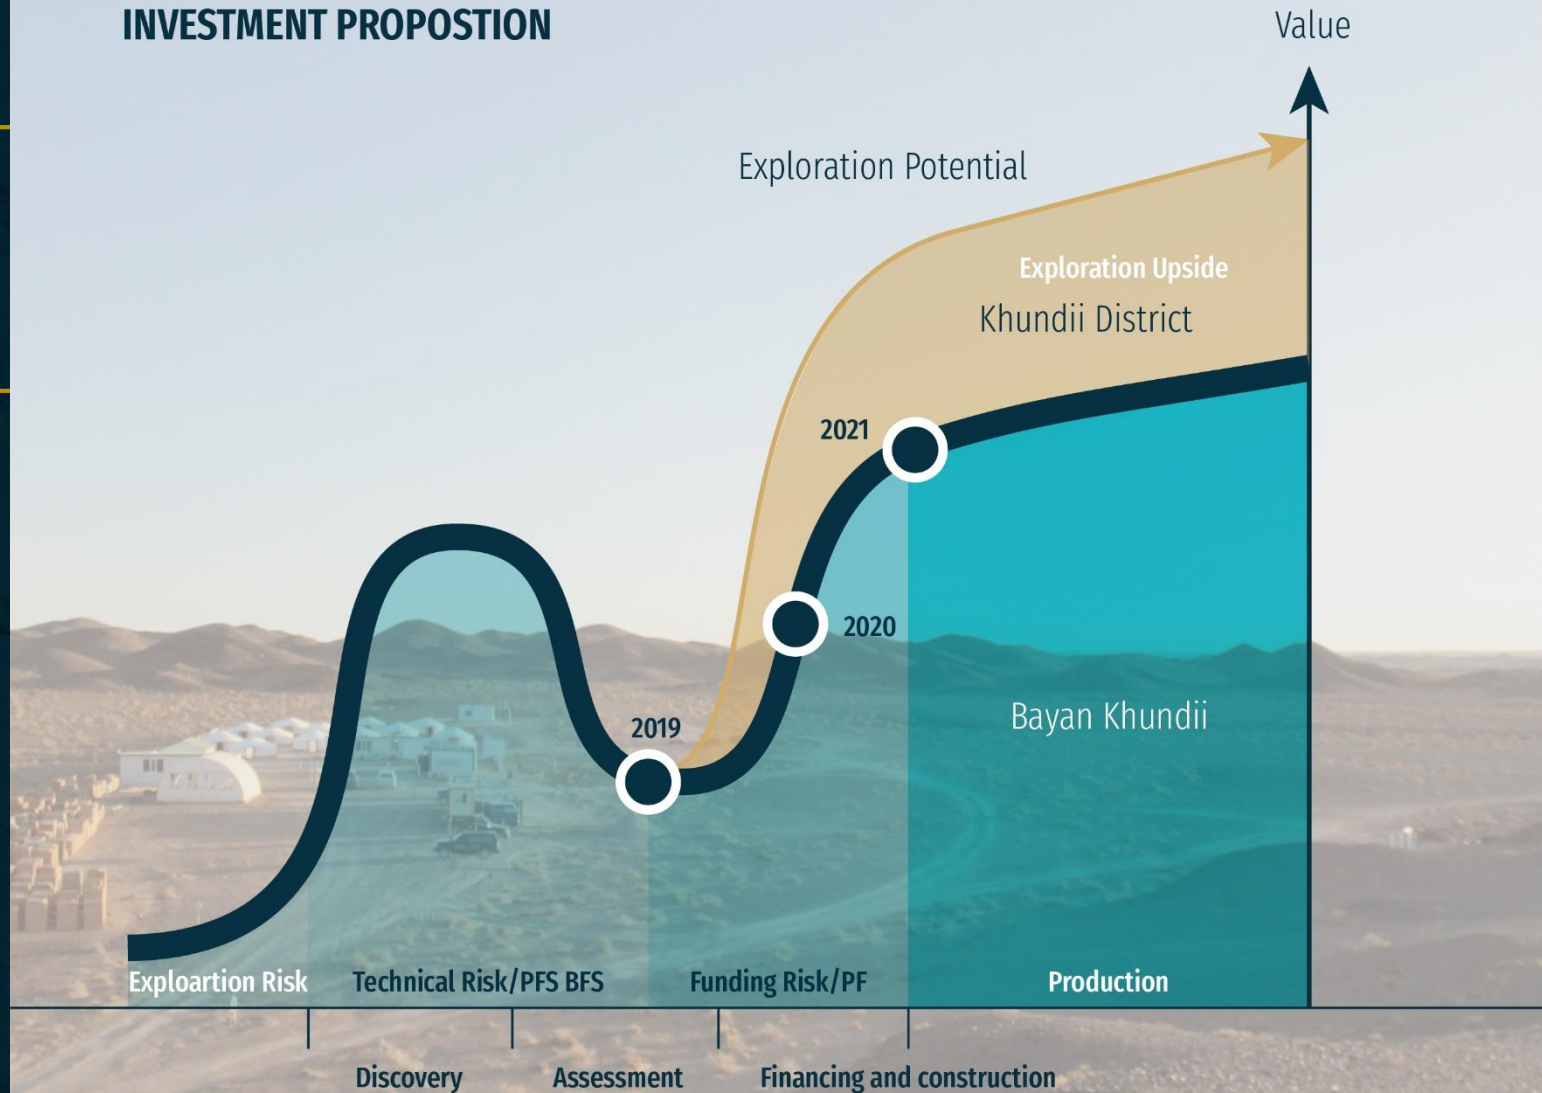 INVESTMENT PROPOSTION
Value
Exploration Potential
Exploration Upside
Khundii District
2021
2020
2019
Bayan Khundii
Exploartion Risk
Technical Risk/PFS BFS
Funding Risk/PF
Production
Discovery
Assessment
Financing and construction